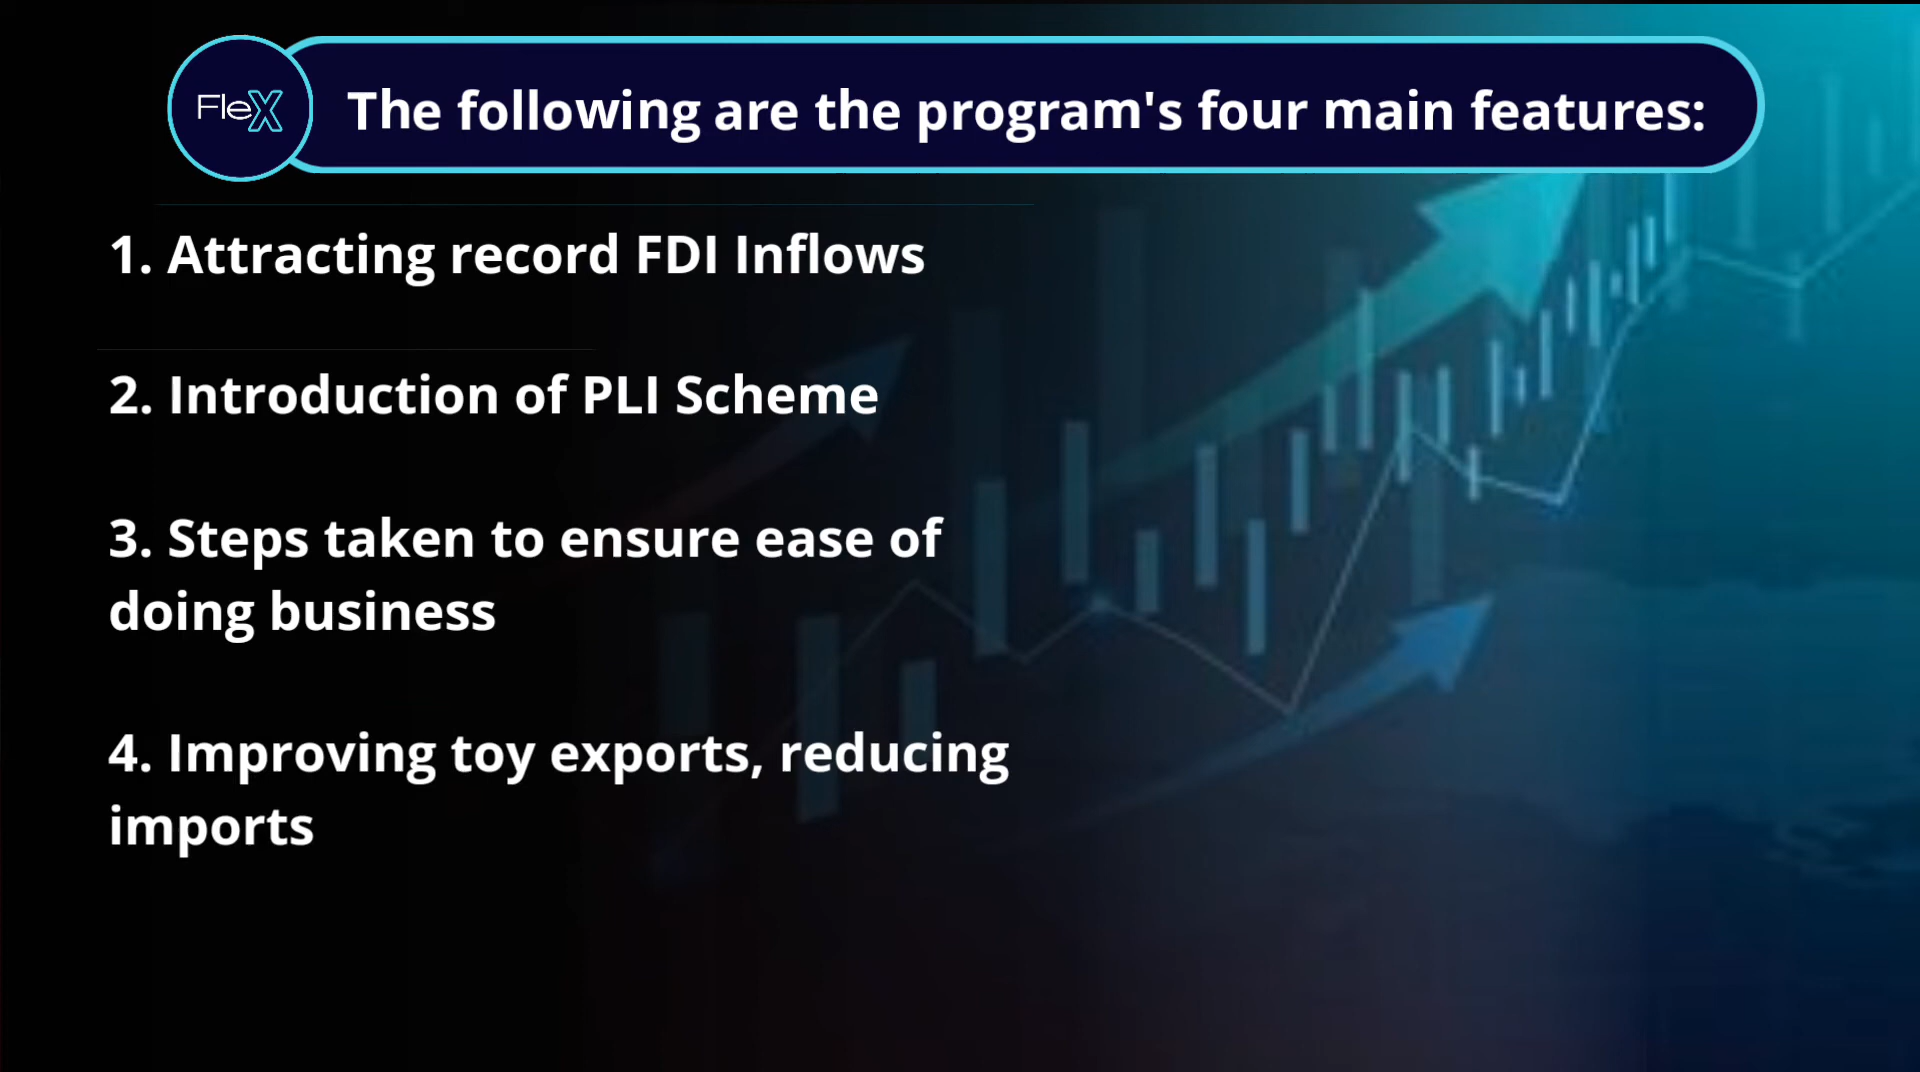 FleX
The following are the program's four main features:
1. Attracting record FDI Inflows
2. Introduction of PLI Scheme
3. Steps taken to ensure ease of
doing business
4. Improving toy exports, reducing
imports